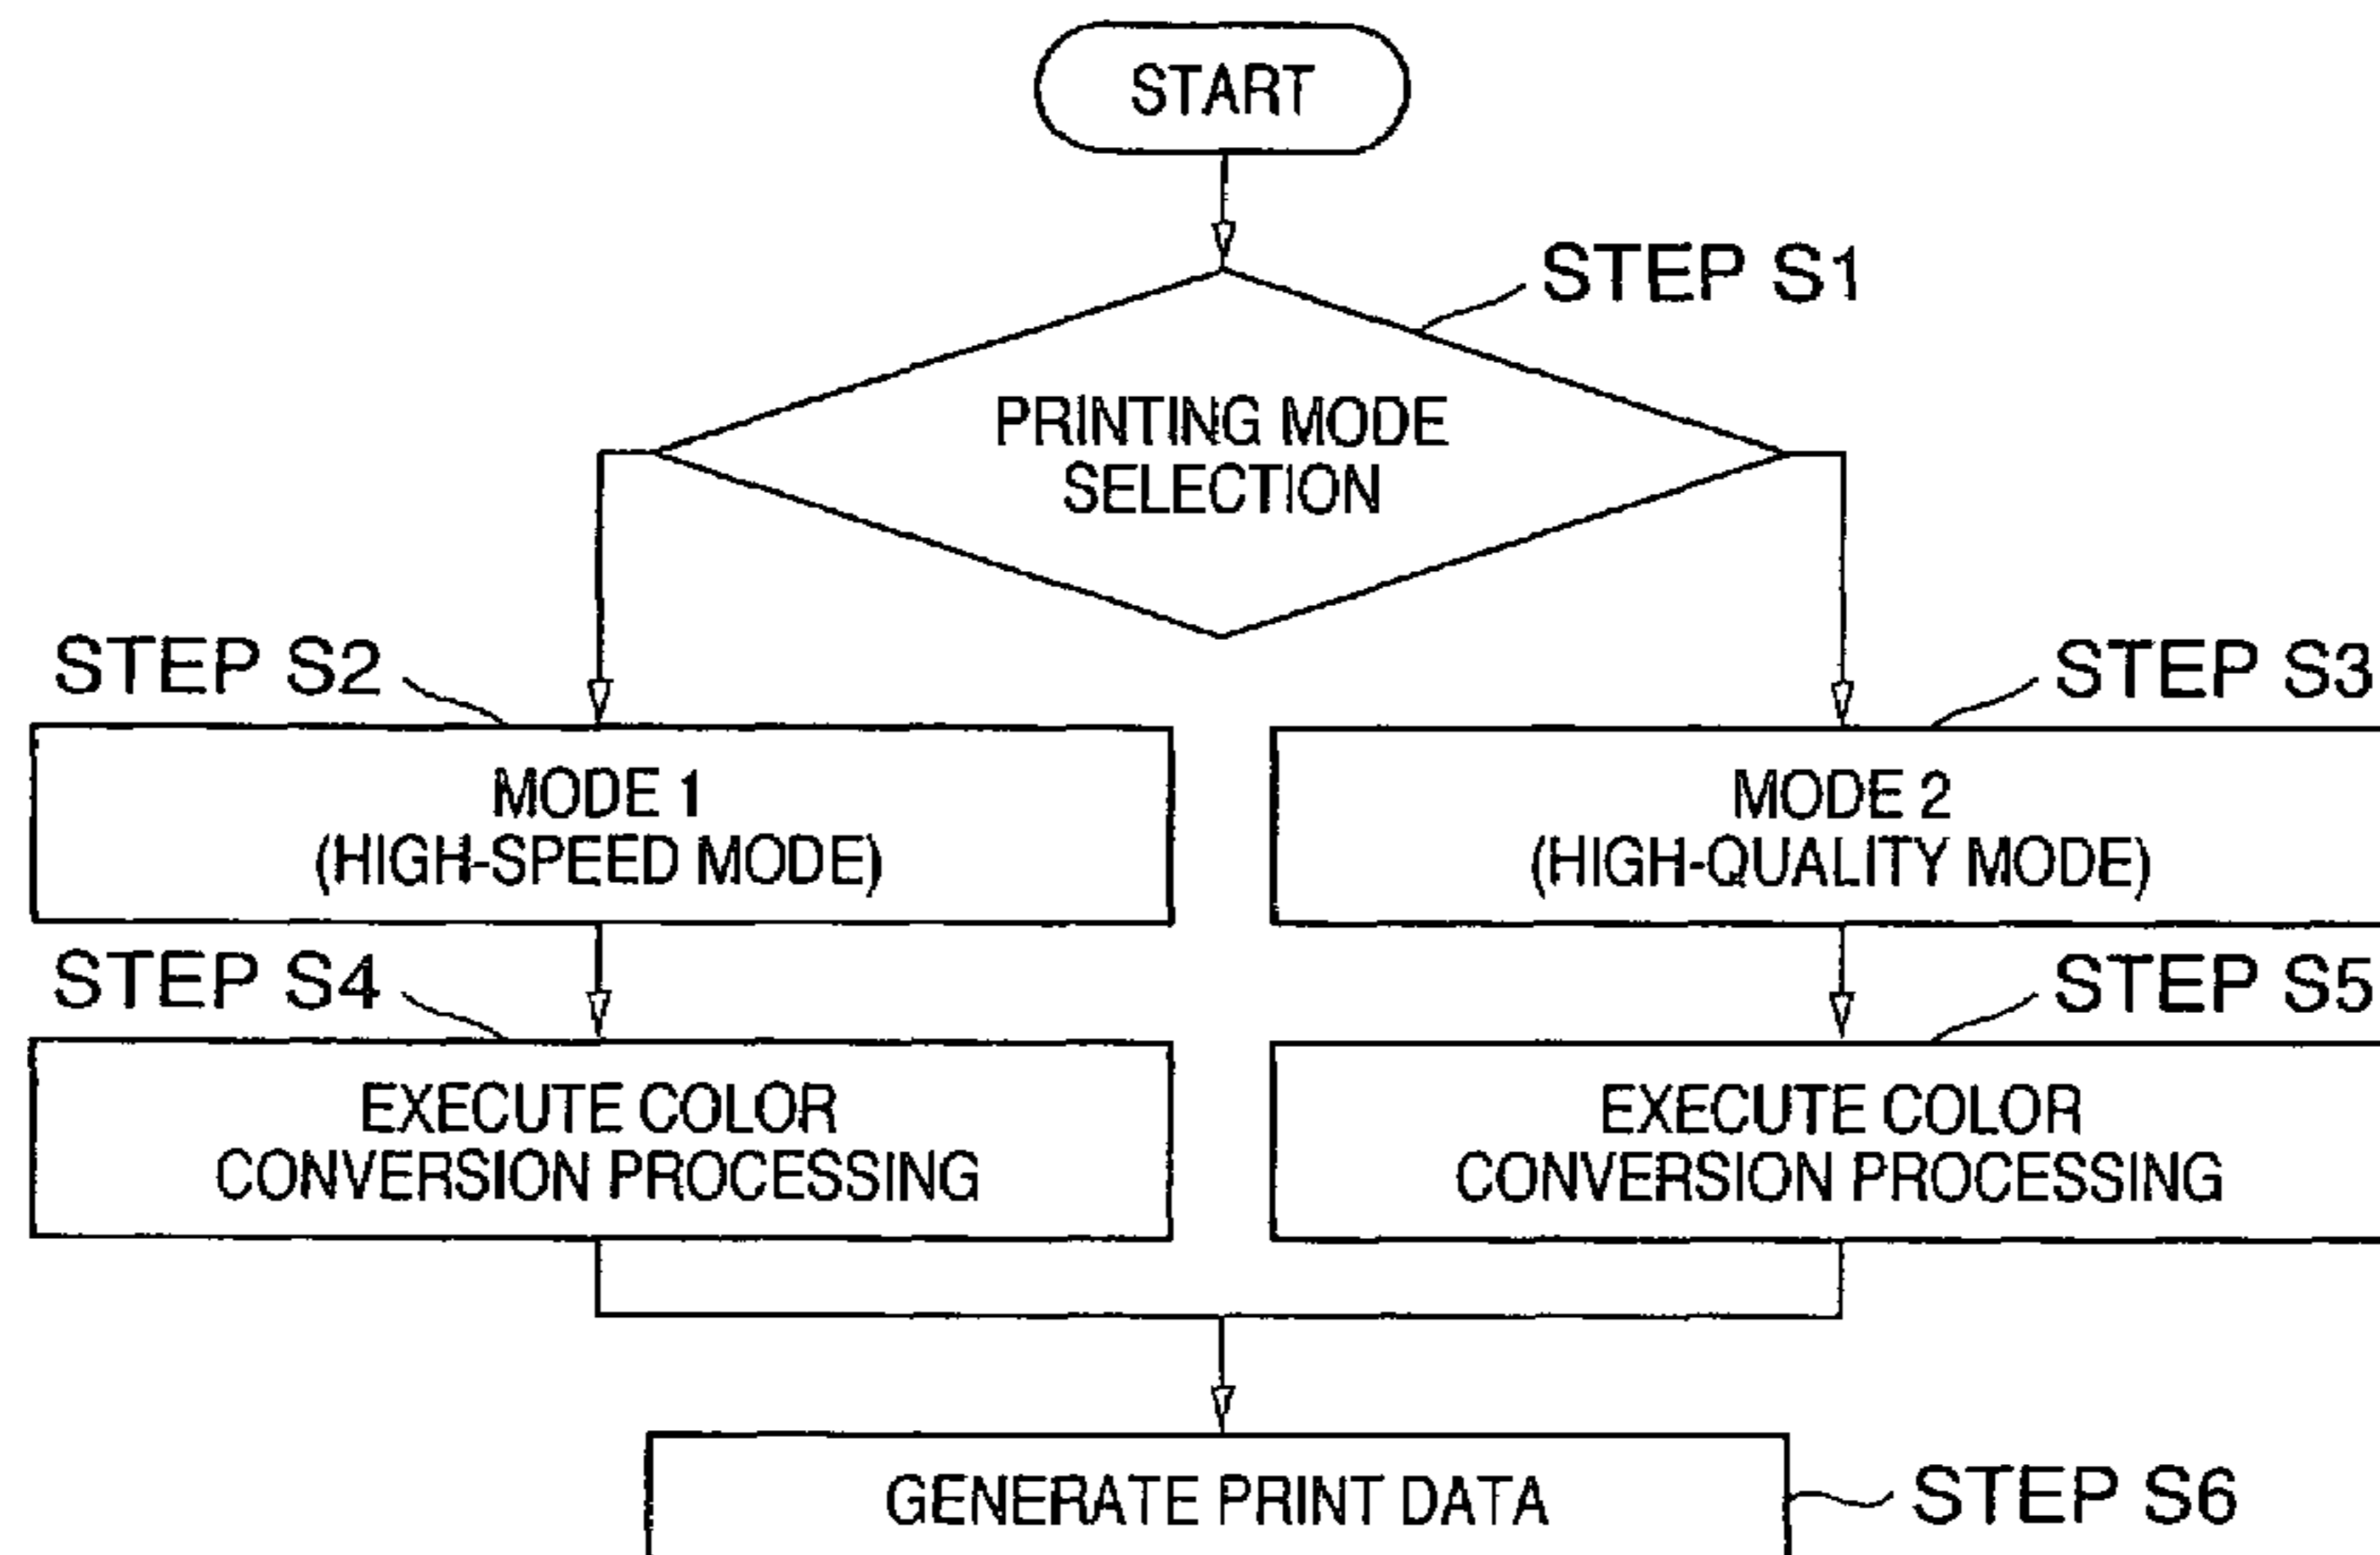 START
STEP S1
PRINTING MODE
SELECTION
STEP S2
STEP S3
MODE 1
(HIGH-SPEED MODE)
MODE 2
(HIGH-QUALITY MODE)
STEP S4
STEP S5
EXECUTE COLOR
CONVERSION PROCESSING
EXECUTE COLOR
CONVERSION PROCESSING
GENERATE PRINT DATA
STEP S6